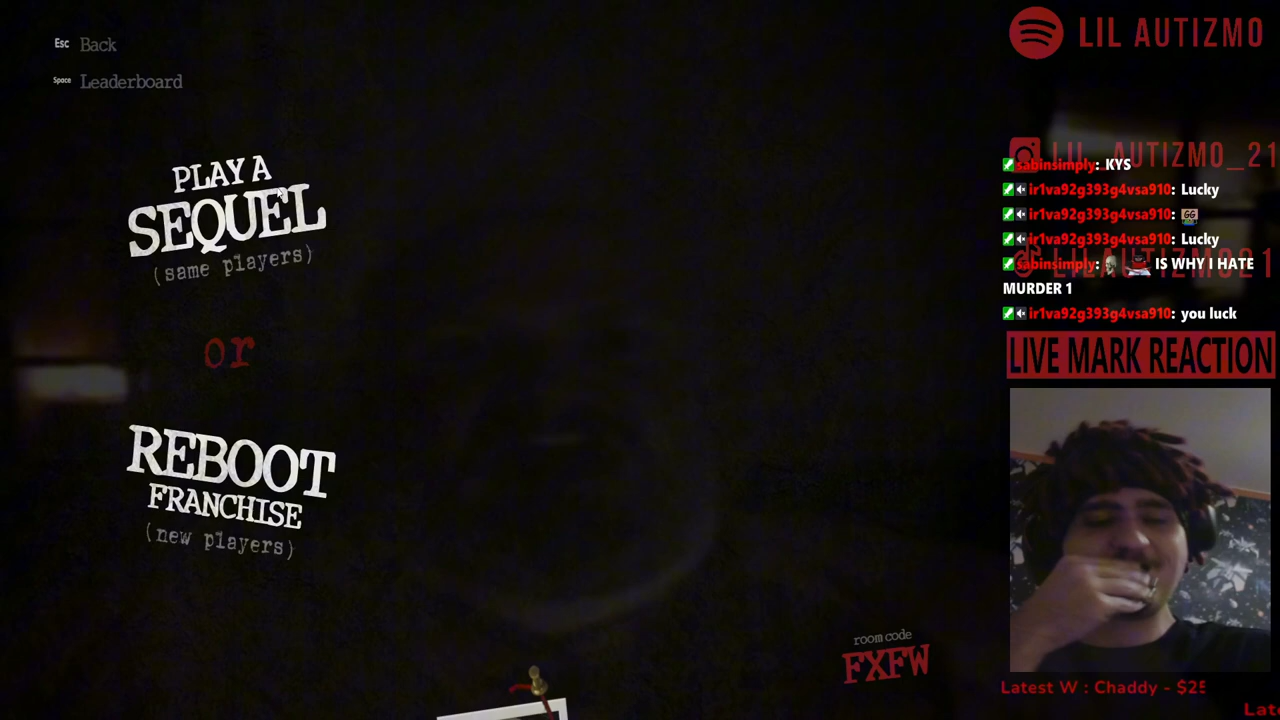 Esc Back
Space Leaderboard
PLAY A
SEQUEL
(same players)
or
REBOOT
FRANCHISE
(new players)
room code
FXFW
LIL AUTIZMO
LIL_AUTIZMO_21
sabinsimply: KYS
ir1va92g393g4vsa910: Lucky
ir1va92g393g4vsa910: GG
ir1va92g393g4vsa910: Lucky
sabinsimply: IS WHY I HATE
MURDER 1
ir1va92g393g4vsa910: you luck
LIVE MARK REACTION
Latest W : Chaddy - $25